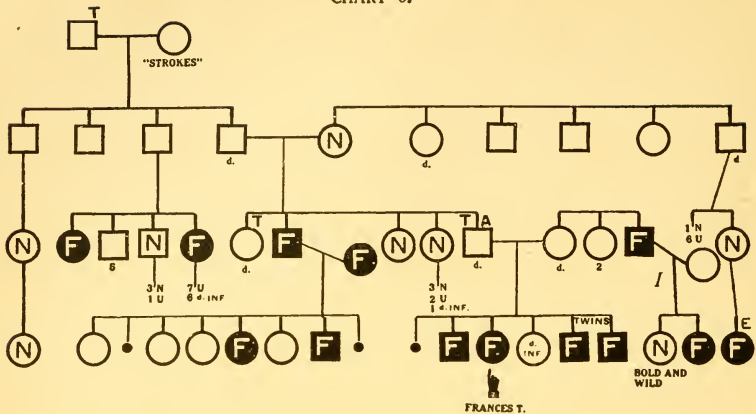 CHART 6.
T
"STROKES"
N
d.
d.
d.
N
F
6
N
F
T
d.
F
F
N
N
T
A
d.
d.
2
F
1 N
6 U
N
3 N
1 U
7 U
6 d. INF
3 N
2 U
1 d. INF.
I
N
F
F
F
F
d.
INF
TWINS
F
F
N
F
E
F
BOLD AND
WILD
FRANCES T.